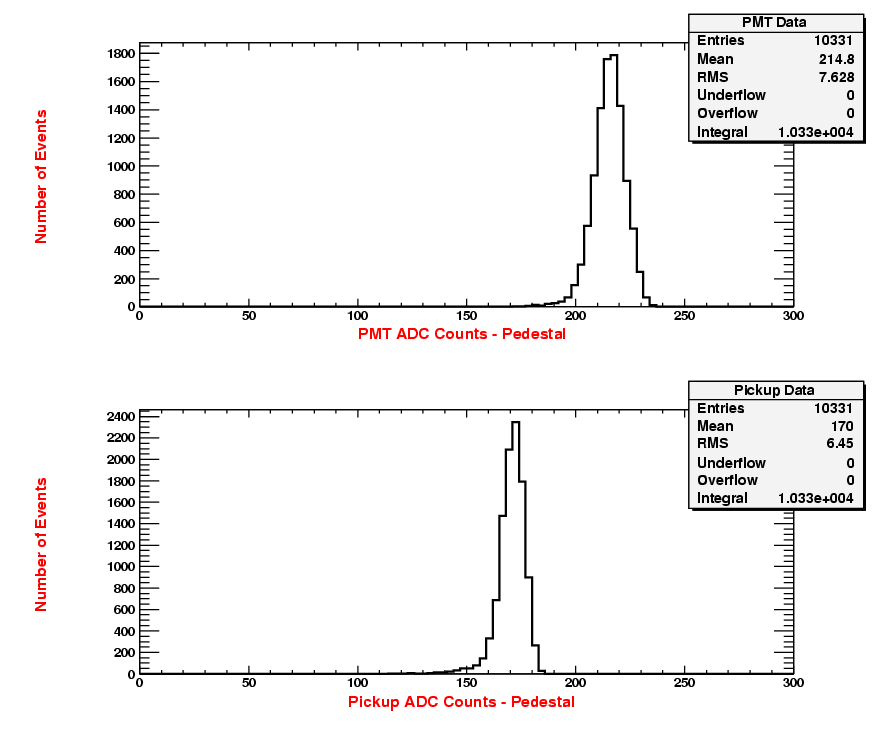 PMT Data
Entries 10331
Mean 214.8
RMS 7.628
Underflow 0
Overflow 0
Integral 1.033e+004
Number of Events
1800
1600
1400
1200
1000
800
600
400
200
0
0 50 100 150 200 250 300
PMT ADC Counts - Pedestal
Pickup Data
Entries 10331
Mean 170
RMS 6.45
Underflow 0
Overflow 0
Integral 1.033e+004
Number of Events
2400
2200
2000
1800
1600
1400
1200
1000
800
600
400
200
0
0 50 100 150 200 250 300
Pickup ADC Counts - Pedestal